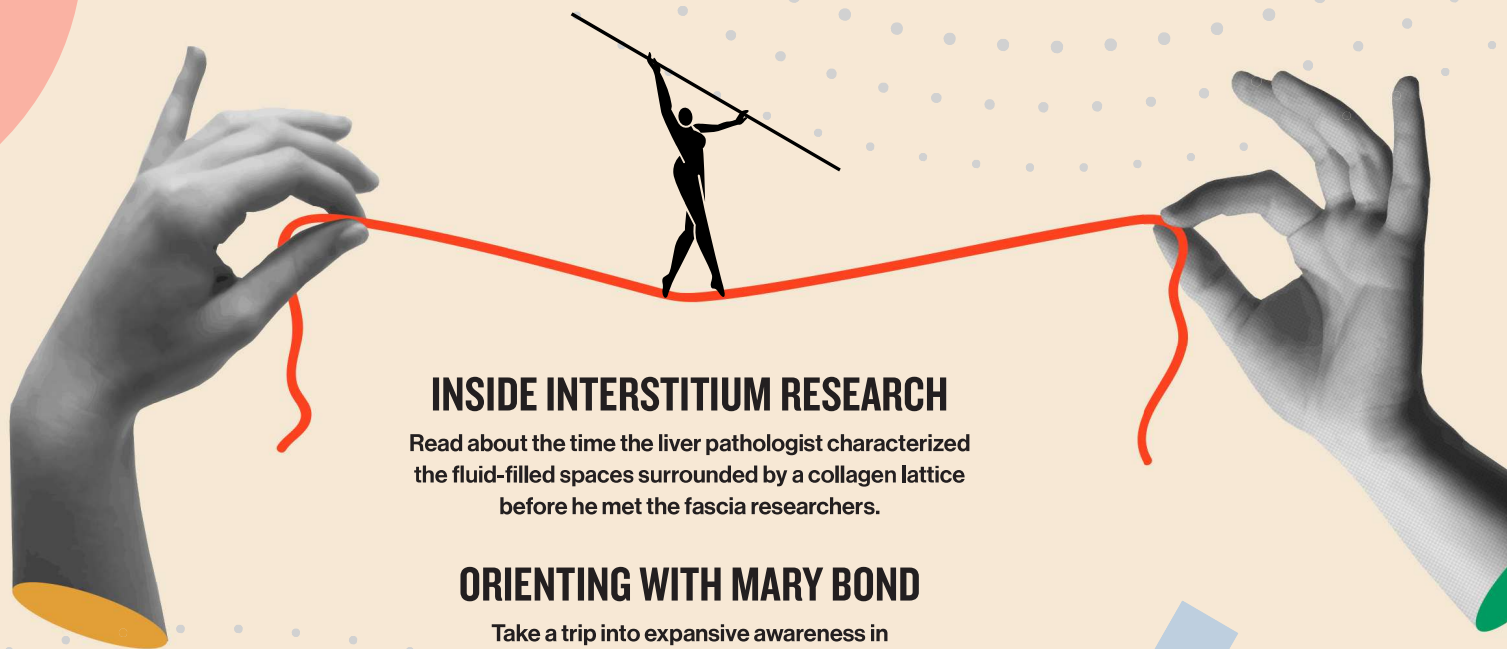 INSIDE INTERSTITIUM RESEARCH
Read about the time the liver pathologist characterized
the fluid-filled spaces surrounded by a collagen lattice
before he met the fascia researchers.
ORIENTING WITH MARY BOND
Take a trip into expansive awareness in